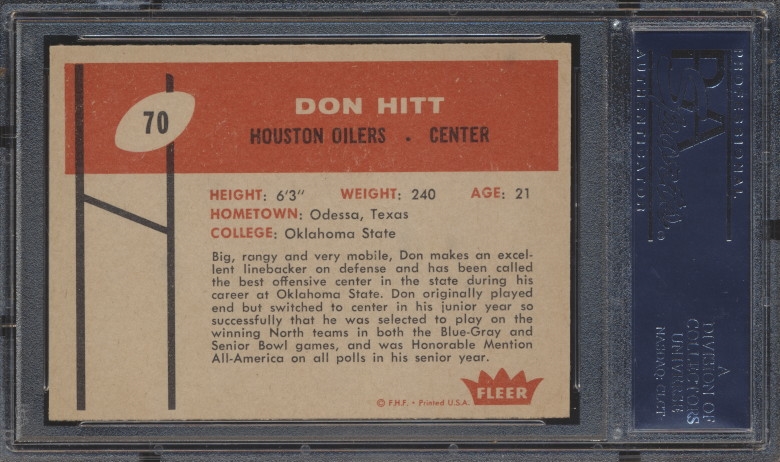 70
DON HITT
HOUSTON OILERS . CENTER
HEIGHT: 6'3" WEIGHT: 240 AGE: 21
HOMETOWN: Odessa, Texas
COLLEGE: Oklahoma State
Big, rangy and very mobile, Don makes an excel-
lent linebacker on defense and has been called
the best offensive center in the state during his
career at Oklahoma State. Don originally played
end but switched to center in his junior year so
successfully that he was selected to play on the
winning North teams in both the Blue-Gray and
Senior Bowl games, and was Honorable Mention
All-America on all polls in his senior year.
FLEER
© F.H.F. • Printed U.S.A.
PROFESSIONAL
PSA
AUTHENTICATOR
A
DIVISION OF
COLLECTORS
UNIVERSE